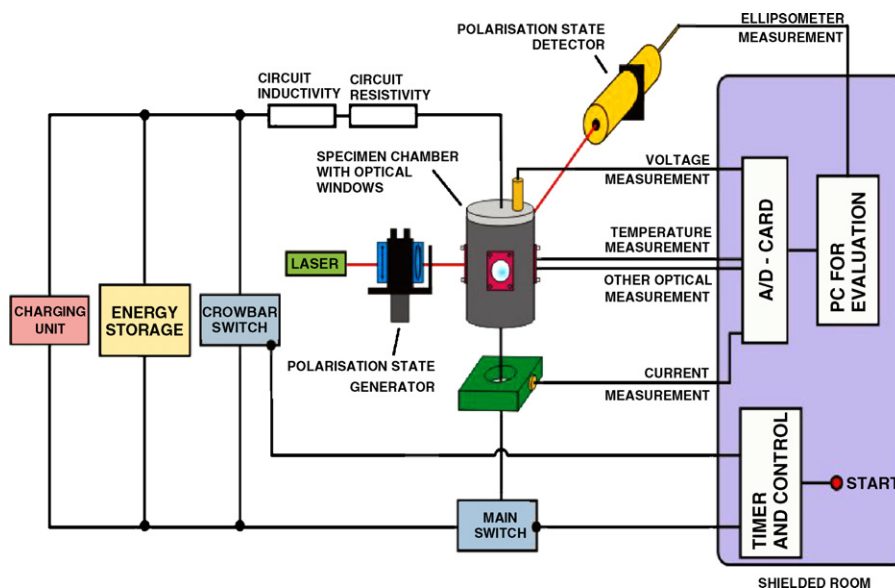 ELLIPSOMETER
MEASUREMENT
POLARISATION STATE
DETECTOR
CIRCUIT
INDUCTIVITY
CIRCUIT
RESISTIVITY
SPECIMEN CHAMBER
WITH OPTICAL
WINDOWS
VOLTAGE
MEASUREMENT
TEMPERATURE
MEASUREMENT
OTHER OPTICAL
MEASUREMENT
A/D - CARD
PC FOR
EVALUATION
LASER
CHARGING
UNIT
ENERGY
STORAGE
CROWBAR
SWITCH
POLARISATION STATE
GENERATOR
CURRENT
MEASUREMENT
TIMER
AND CONTROL
START
MAIN
SWITCH
SHIELDED ROOM